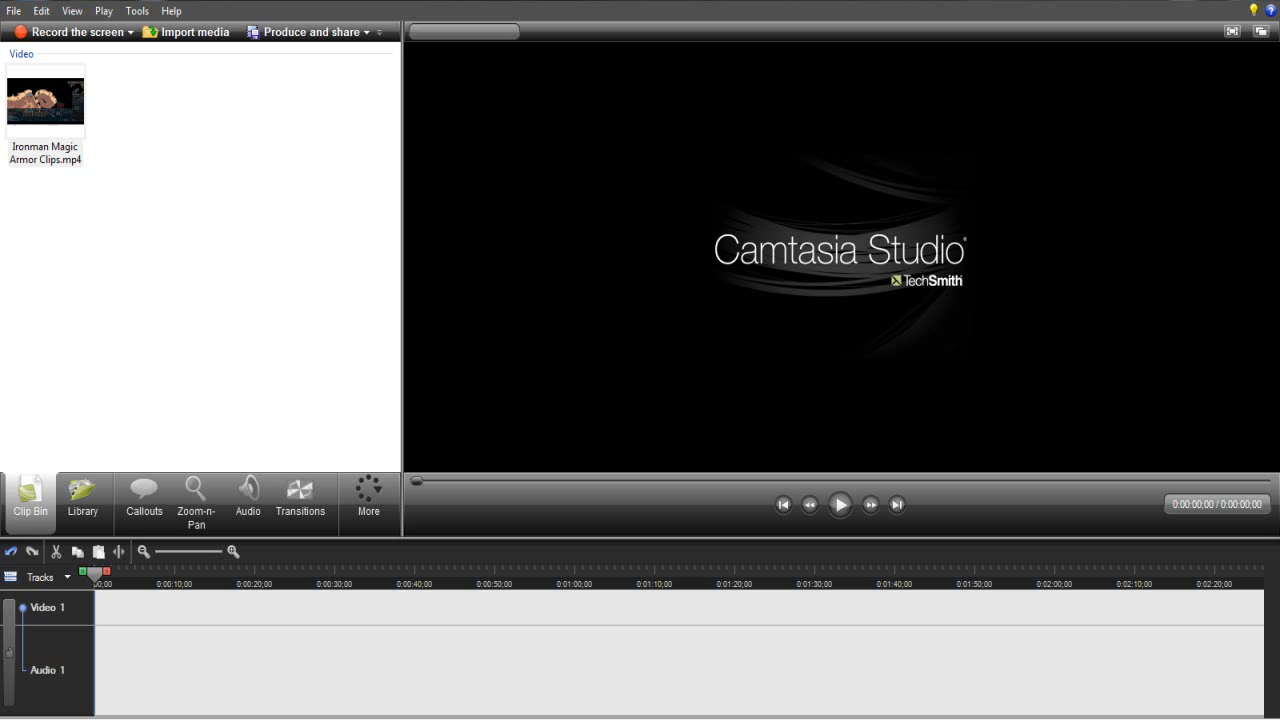 File Edit View Play Tools Help
Record the screen Import media Produce and share
Video
Ironman Magic
Armor Clips.mp4
Camtasia Studio
TechSmith
Clip Bin Library Callouts Zoom-n-Pan Audio Transitions More
0:00:00;00 / 0:00:00;00
Tracks 00;00 0:00:10;00 0:00:20;00 0:00:30;00 0:00:40;00 0:00:50;00 0:01:00;00 0:01:10;00 0:01:20;00 0:01:30;00 0:01:40;00 0:01:50;00 0:02:00;00 0:02:10;00 0:02:20;00
Video 1
Audio 1